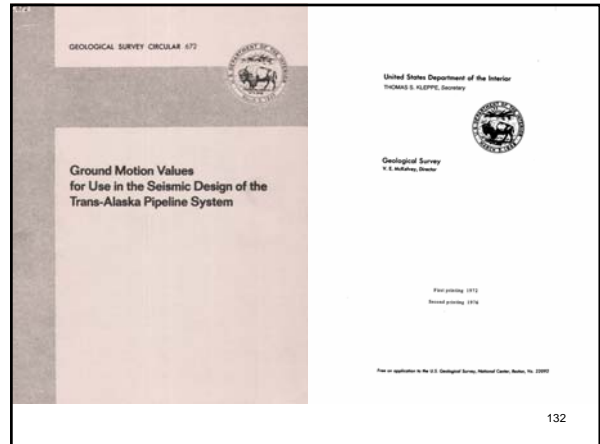 672
GEOLOGICAL SURVEY CIRCULAR 672
Ground Motion Values
for Use in the Seismic Design of the
Trans-Alaska Pipeline System
United States Department of the Interior
THOMAS S. KLEPPE, Secretary
Geological Survey
V. E. McKelvey, Director
First printing 1972
Second printing 1976
Free on application to the U.S. Geological Survey, National Center, Reston, Va. 22092
132